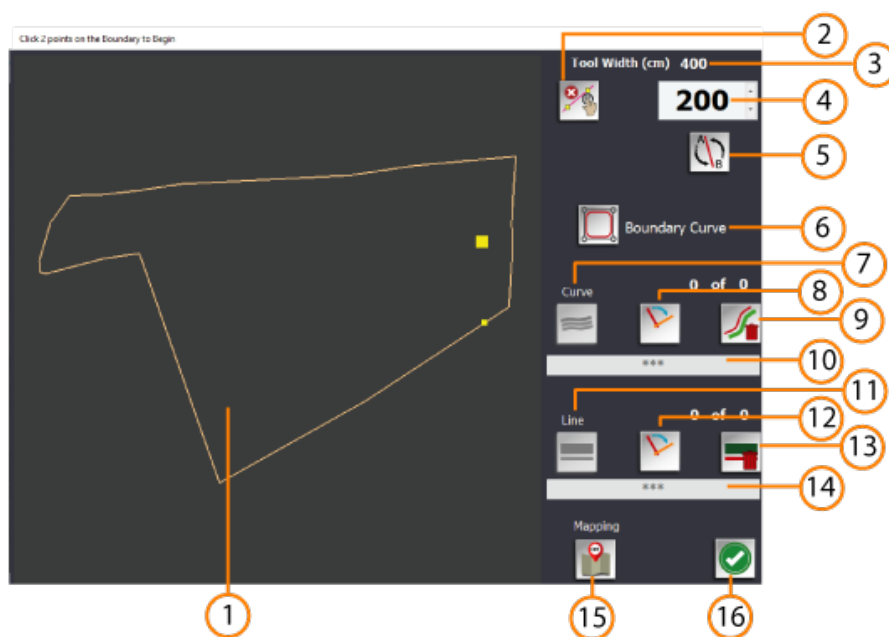 Click 2 points on the Boundary to Begin
2
Tool Width (cm) 400
3
200
4
A
B
5
Boundary Curve
6
7
Curve
0 of 0
8
9
***
10
11
Line
0 of 0
12
13
***
14
Mapping
1
15
16